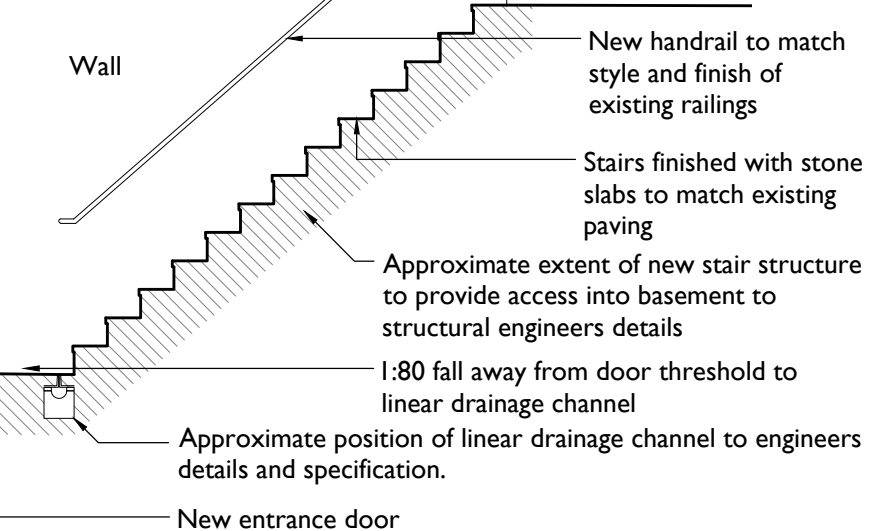 Wall
New handrail to match
style and finish of
existing railings
Stairs finished with stone
slabs to match existing
paving
Approximate extent of new stair structure
to provide access into basement to
structural engineers details
1:80 fall away from door threshold to
linear drainage channel
Approximate position of linear drainage channel to engineers
details and specification.
New entrance door